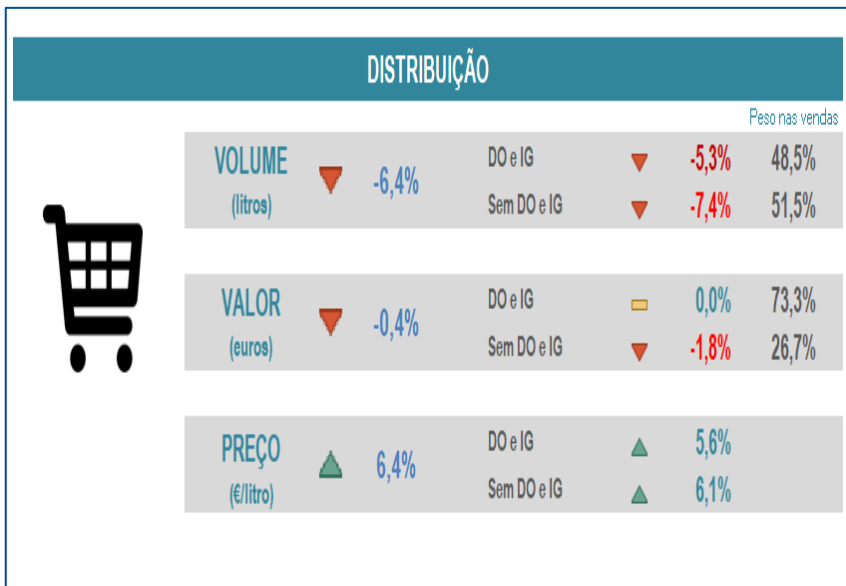 DISTRIBUIÇÃO
Peso nas vendas
VOLUME
(litros)
-6,4%
DO e IG
-5,3%
48,5%
Sem DO e IG
-7,4%
51,5%
VALOR
(euros)
-0,4%
DO e IG
0,0%
73,3%
Sem DO e IG
-1,8%
26,7%
PREÇO
(€/litro)
6,4%
DO e IG
5,6%
Sem DO e IG
6,1%